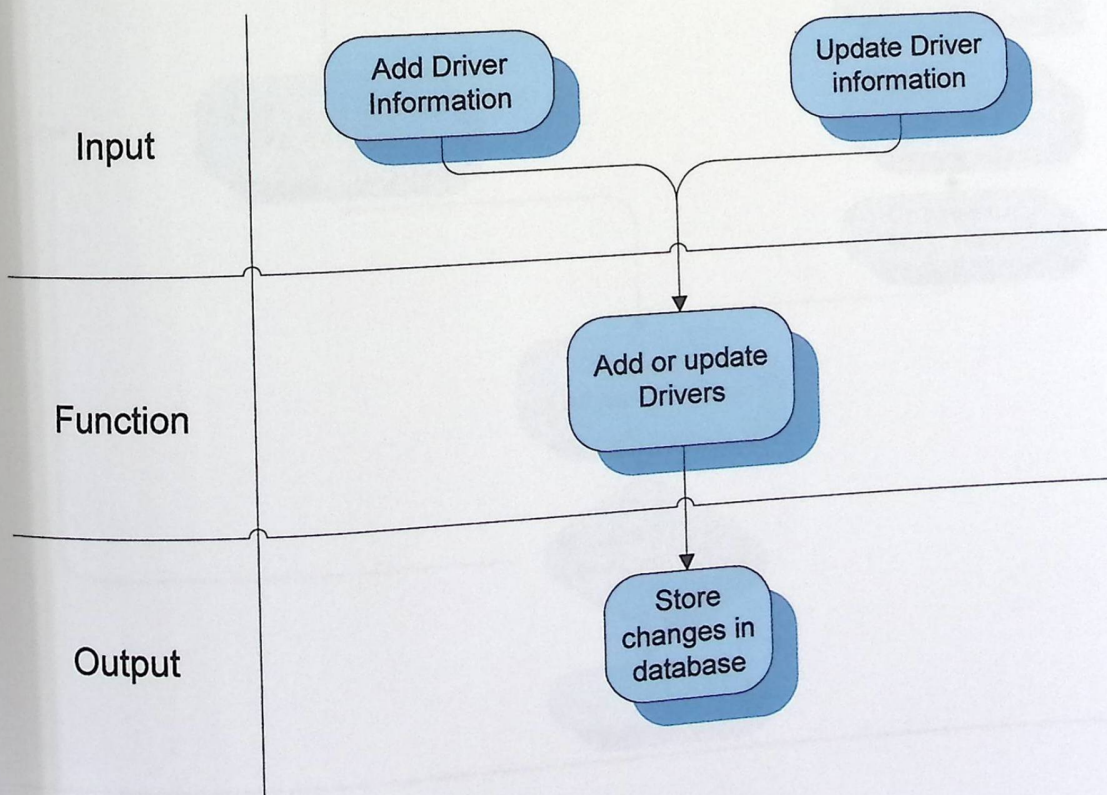 Add Driver
Information
Update Driver
information
Input
Add or update
Drivers
Function
Store
changes in
database
Output